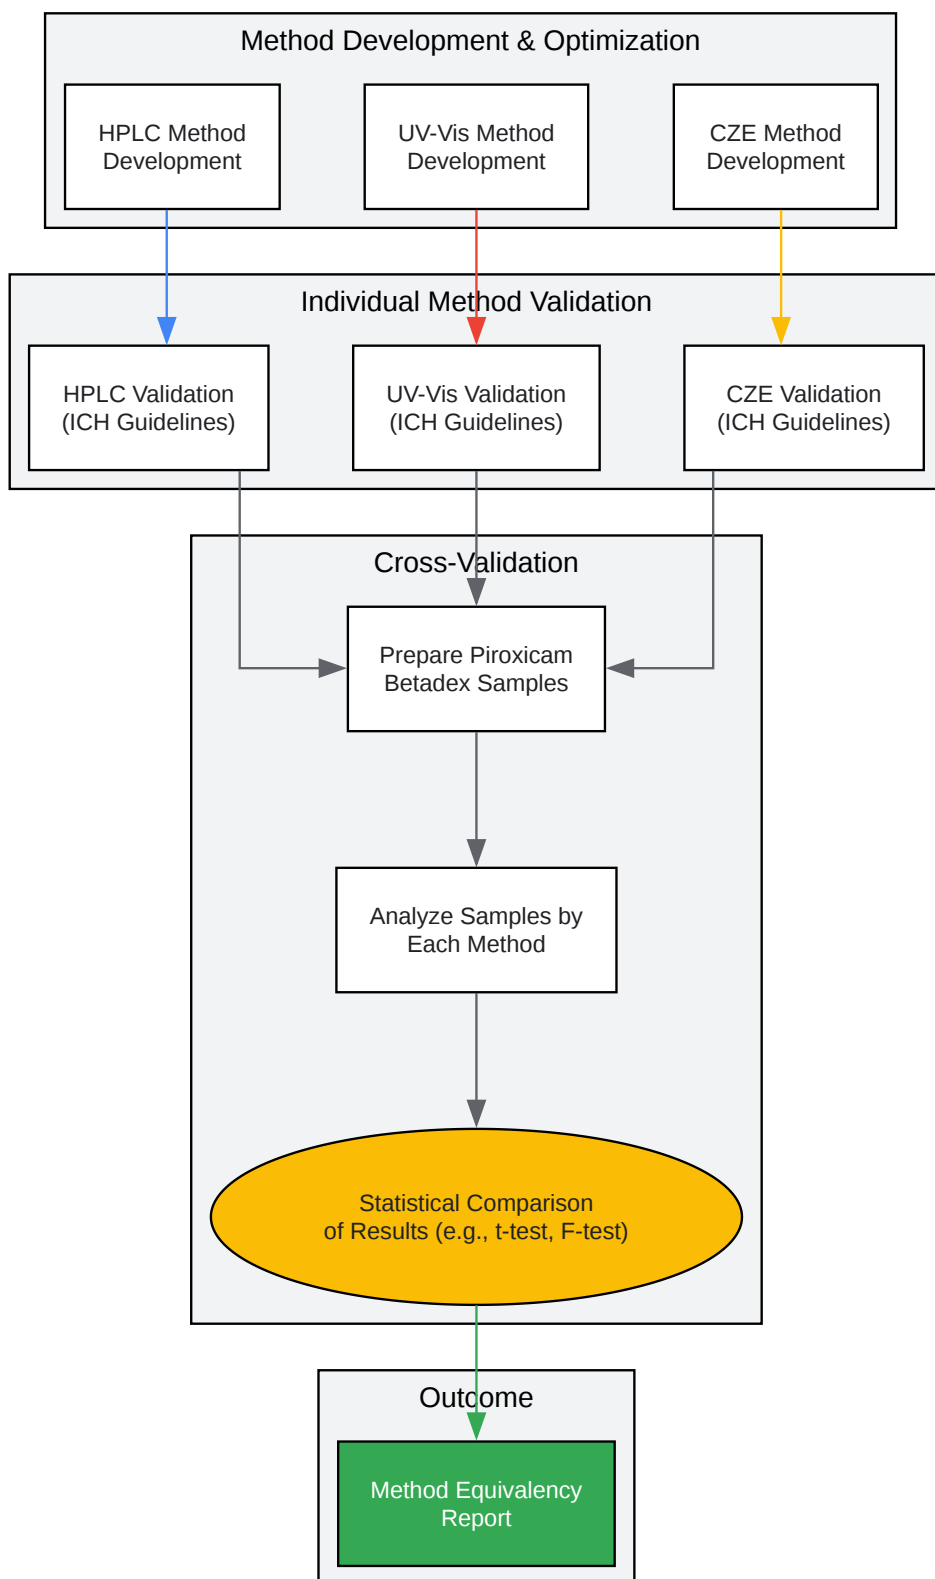 Method Development & Optimization
HPLC Method
Development
UV-Vis Method
Development
CZE Method
Development
Individual Method Validation
HPLC Validation
(ICH Guidelines)
UV-Vis Validation
(ICH Guidelines)
CZE Validation
(ICH Guidelines)
Cross-Validation
Prepare Piroxicam
Betadex Samples
Analyze Samples by
Each Method
Statistical Comparison
of Results (e.g., t-test, F-test)
Outcome
Method Equivalency
Report